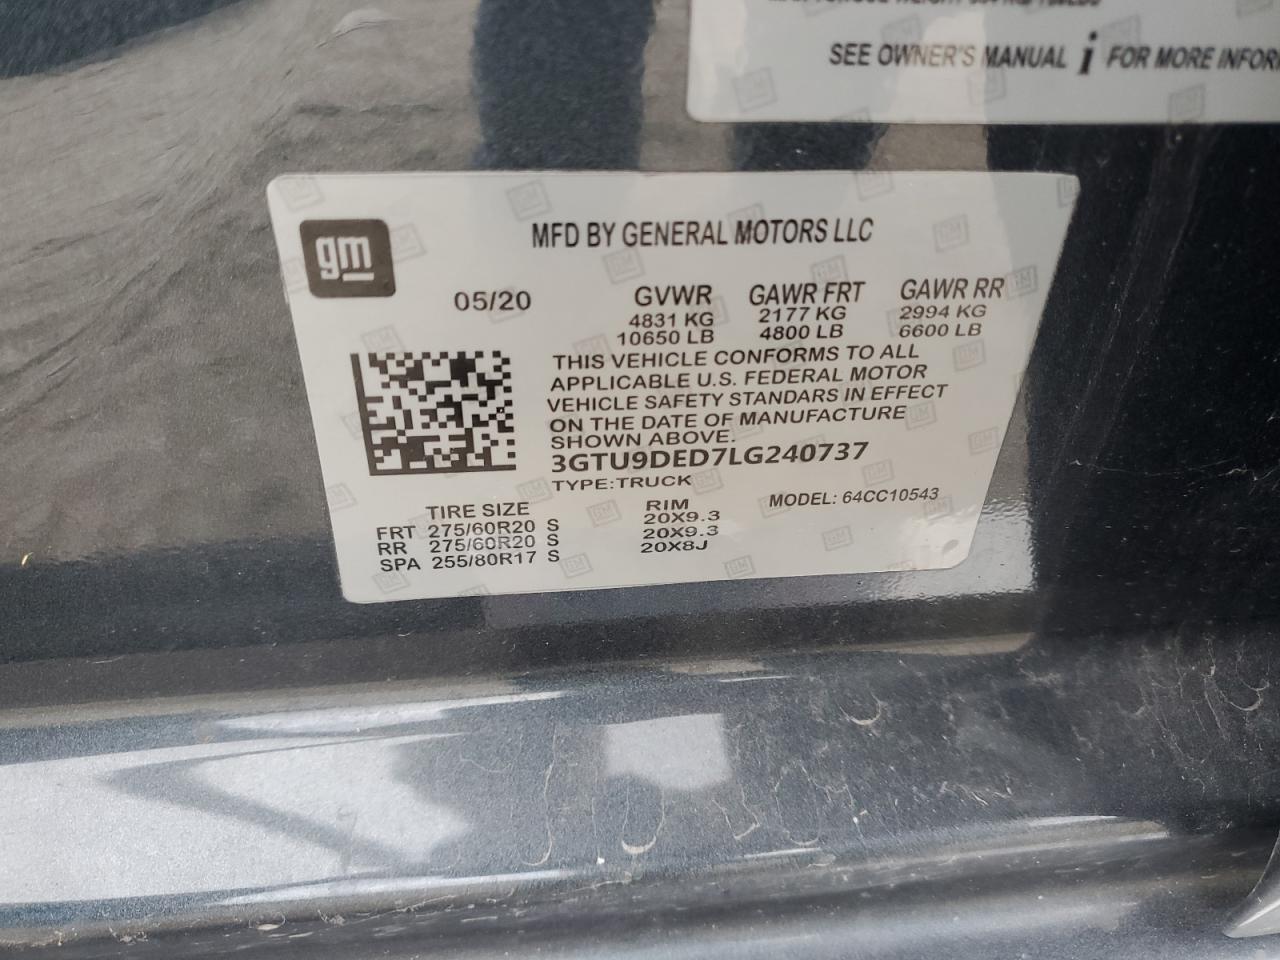 SEE OWNER'S MANUAL i FOR MORE
gm
MFD BY GENERAL MOTORS LLC
05/20 GVWR GAWR FRT GAWR RR
4831 KG 2177 KG 2994 KG
10650 LB 4800 LB 6600 LB
THIS VEHICLE CONFORMS TO ALL
APPLICABLE U.S. FEDERAL MOTOR
VEHICLE SAFETY STANDARS IN EFFECT
ON THE DATE OF MANUFACTURE
SHOWN ABOVE.
3GTU9DED7LG240737
TYPE:TRUCK
MODEL: 64CC10543
TIRE SIZE RIM
FRT 275/60R20 S 20X9.3
RR 275/60R20 S 20X9.3
SPA 255/80R17 S 20X8J